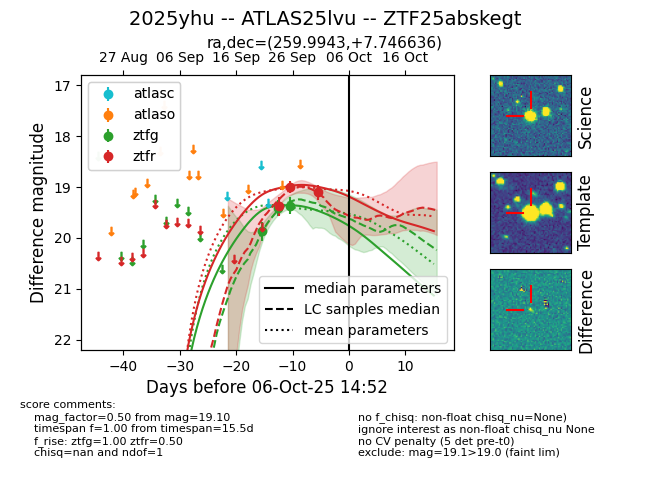 2025yhu -- ATLAS25lvu -- ZTF25abskegt
ra,dec=(259.9943,+7.746636)
27 Aug 06 Sep 16 Sep 26 Sep 06 Oct 16 Oct
17
18
19
20
21
22
Difference magnitude
atlasc
atlaso
ztfg
ztfr
median parameters
LC samples median
mean parameters
−40 −30 −20 −10 0 10
Days before 06-Oct-25 14:52
Science
Template
Difference
score comments:
mag_factor=0.50 from mag=19.10
timespan f=1.00 from timespan=15.5d
f_rise: ztfg=1.00 ztfr=0.50
chisq=nan and ndof=1
no f_chisq: non-float chisq_nu=None)
ignore interest as non-float chisq_nu None
no CV penalty (5 det pre-t0)
exclude: mag=19.1>19.0 (faint lim)